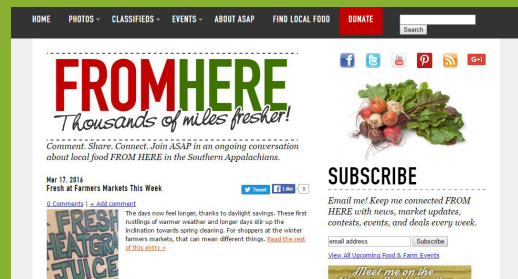 HOME PHOTOS CLASSIFIEDS EVENTS ABOUT ASAP FIND LOCAL FOOD DONATE
Search
FROMHERE
Thousands of miles fresher!
Comment. Share. Connect. Join ASAP in an ongoing conversation
about local food FROM HERE in the Southern Appalachians.
Mar 17, 2016
Fresh at Farmers Markets This Week
Tweet Like 0
0 Comments | + Add comment
The days now feel longer, thanks to daylight savings. These first
rustlings of warmer weather and longer days stir up the
inclination towards spring cleaning. For shoppers at the winter
farmers markets, that can mean different things. Read the rest
of this entry »
FRESH
HEATGRA
JUICE
You Tube
G+1
SUBSCRIBE
Email me! Keep me connected FROM
HERE with news, market updates,
contests, events, and deals every week.
email address Subscribe
View All Upcoming Food & Farm Events
Meet me on the